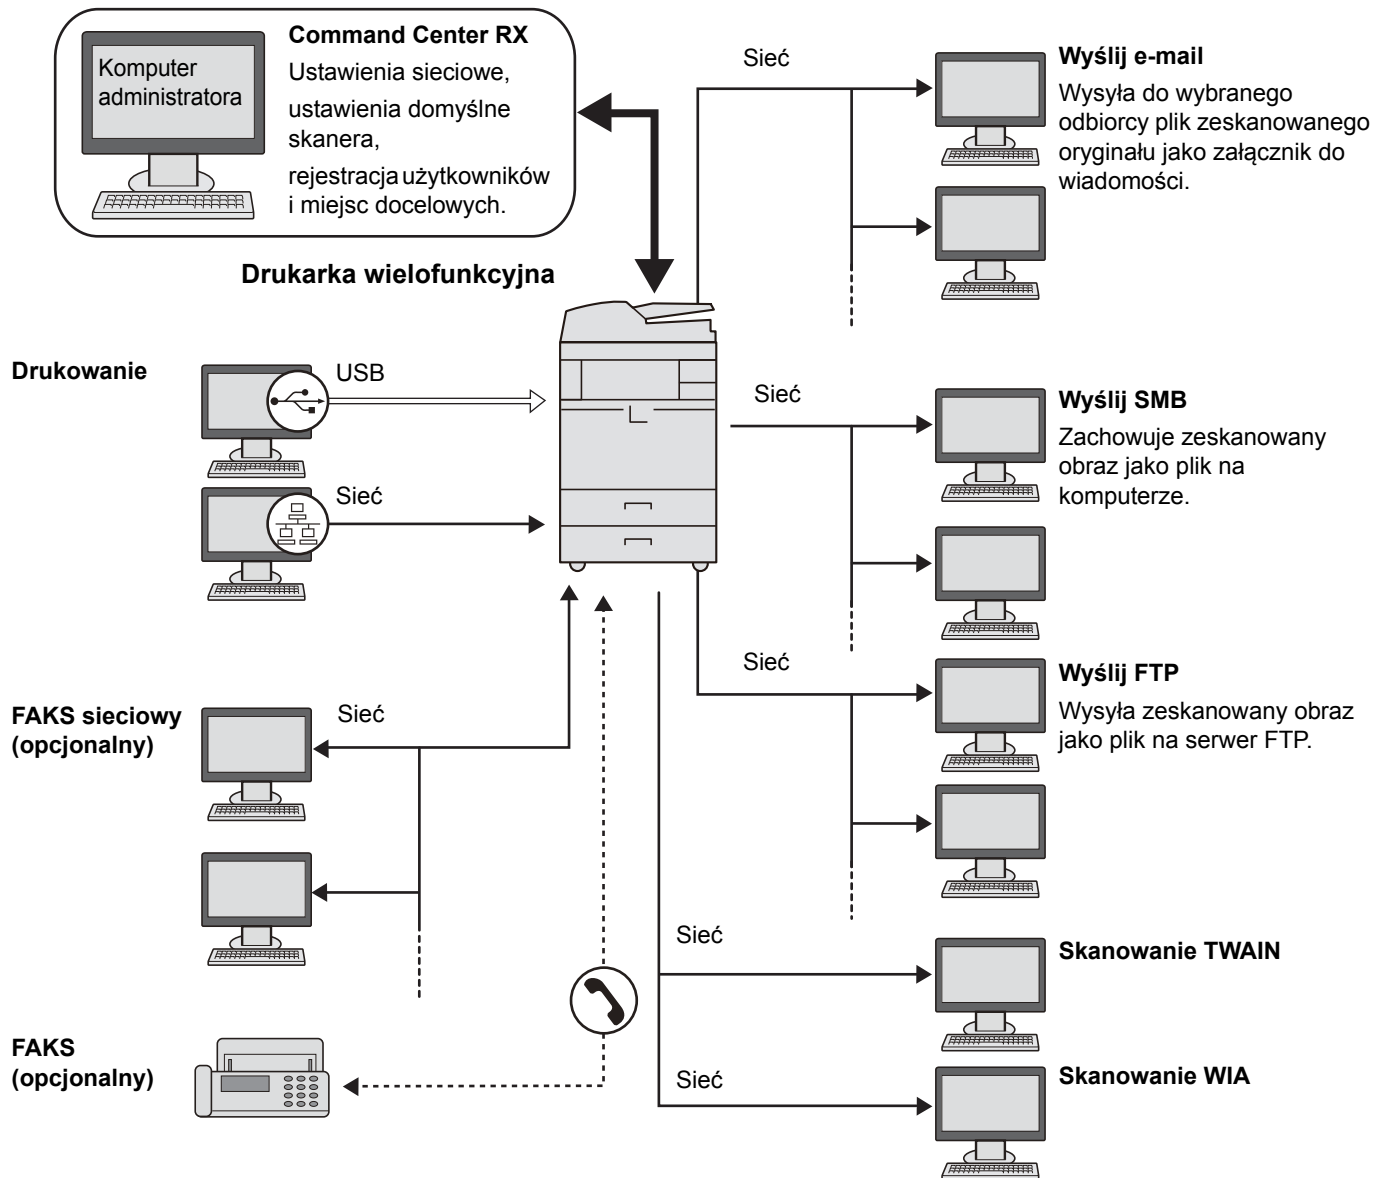 Komputer
administratora
Command Center RX
Ustawienia sieciowe,
ustawienia domyślne
skanera,
rejestracja użytkowników
i miejsc docelowych.
Drukarka wielofunkcyjna
Sieć
Wyślij e-mail
Wysyła do wybranego
odbiorcy plik zeskanowanego
oryginału jako załącznik do
wiadomości.
Drukowanie
USB
Sieć
Sieć
Wyślij SMB
Zachowuje zeskanowany
obraz jako plik na
komputerze.
Sieć
Wyślij FTP
Wysyła zeskanowany obraz
jako plik na serwer FTP.
FAKS sieciowy
(opcjonalny)
Sieć
Sieć
Skanowanie TWAIN
FAKS
(opcjonalny)
Sieć
Skanowanie WIA